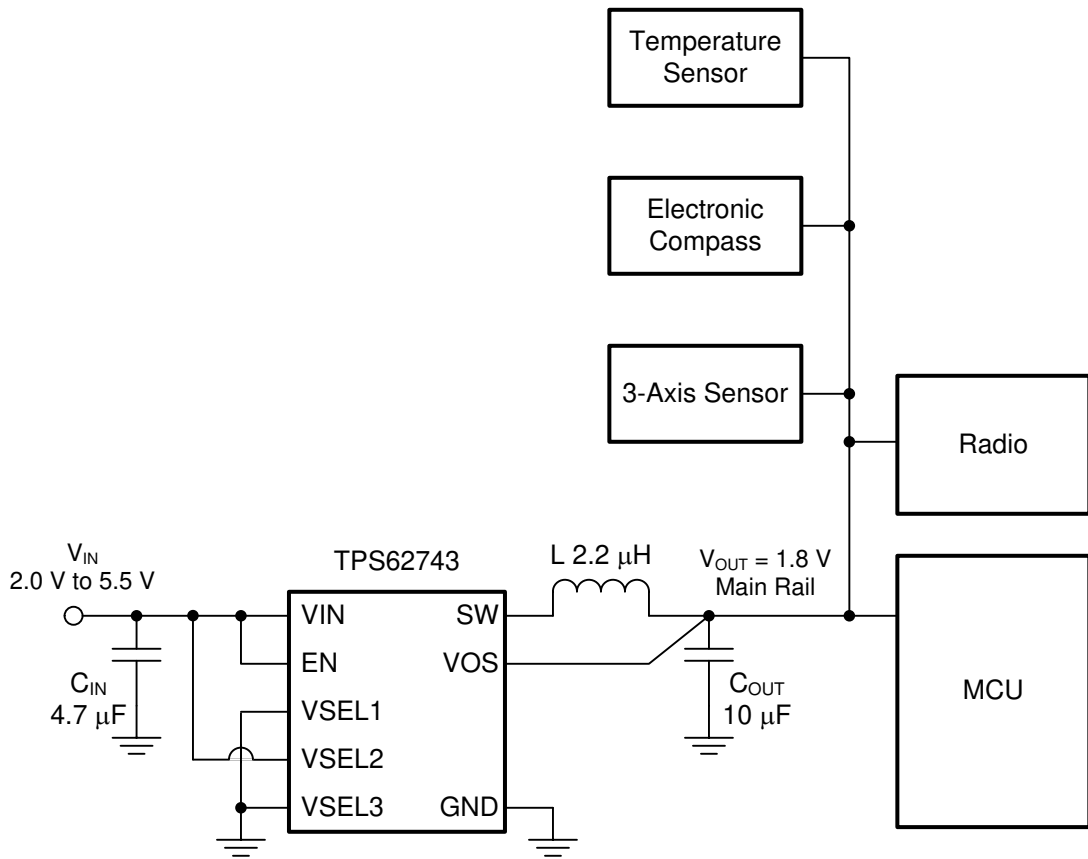 Temperature
Sensor
Electronic
Compass
3-Axis Sensor
Radio
V_IN
2.0 V to 5.5 V
TPS62743
L 2.2 μH
V_OUT = 1.8 V
Main Rail
VIN
SW
EN
VOS
C_IN
4.7 μF
VSEL1
C_OUT
10 μF
MCU
VSEL2
VSEL3
GND